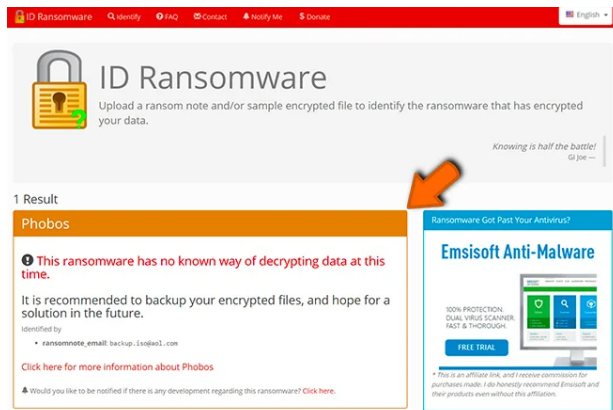 ID Ransomware Identify FAQ Contact Notify Me Donate English
ID Ransomware
Upload a ransom note and/or sample encrypted file to identify the ransomware that has encrypted
your data.
Knowing is half the battle!
GI Joe —
1 Result
Phobos
This ransomware has no known way of decrypting data at this
time.
It is recommended to backup your encrypted files, and hope for a
solution in the future.
Identified by
• ransomnote_email: backup.iso@aol.com
Click here for more information about Phobos
Would you like to be notified if there is any development regarding this ransomware? Click here.
Ransomware Got Past Your Antivirus?
Emsisoft Anti-Malware
100% PROTECTION.
DUAL VIRUS SCANNER.
FAST & THOROUGH.
FREE TRIAL
* This is an affiliate link, and I receive commission for
purchases made. I do honestly recommend Emsisoft and
their products even without this affiliation.